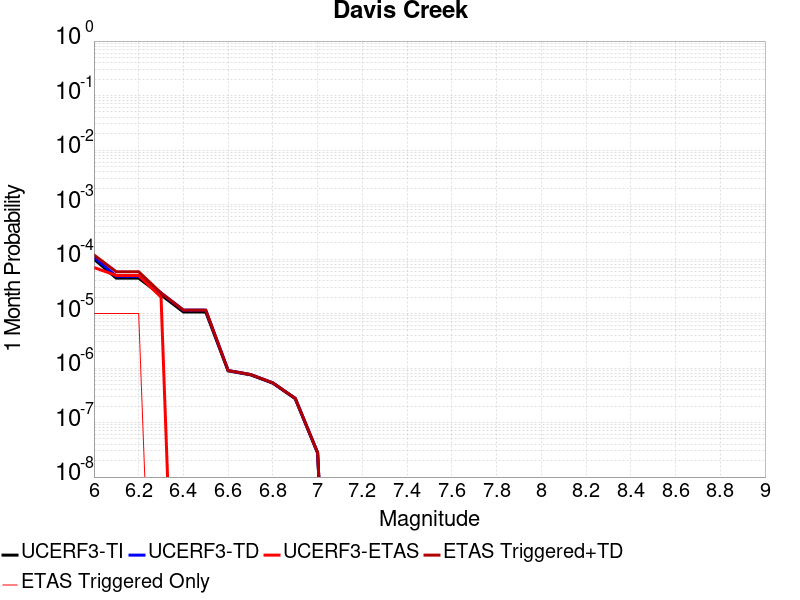 Davis Creek
10^0
10^-1
10^-2
10^-3
10^-4
10^-5
10^-6
10^-7
10^-8
1 Month Probability
6 6.2 6.4 6.6 6.8 7 7.2 7.4 7.6 7.8 8 8.2 8.4 8.6 8.8 9
Magnitude
UCERF3-TI UCERF3-TD UCERF3-ETAS ETAS Triggered+TD
ETAS Triggered Only